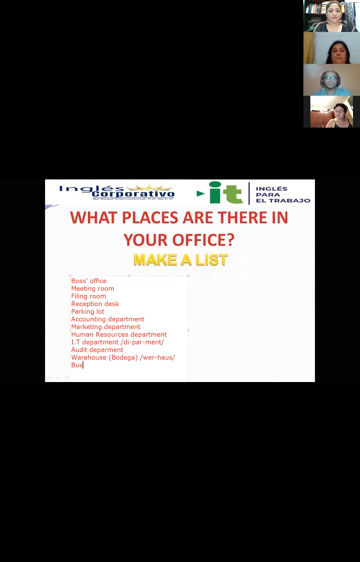 Inglés
Corporativo
it
INGLÉS
PARA
EL TRABAJO
WHAT PLACES ARE THERE IN
YOUR OFFICE?
MAKE A LIST
Boss' office
Meeting room
Filing room
Reception desk
Parking lot
Accounting department
Marketing department
Human Resources department
I.T department /di-par-ment/
Audit deparment
Warehouse (Bodega) /wer-haus/
Bus